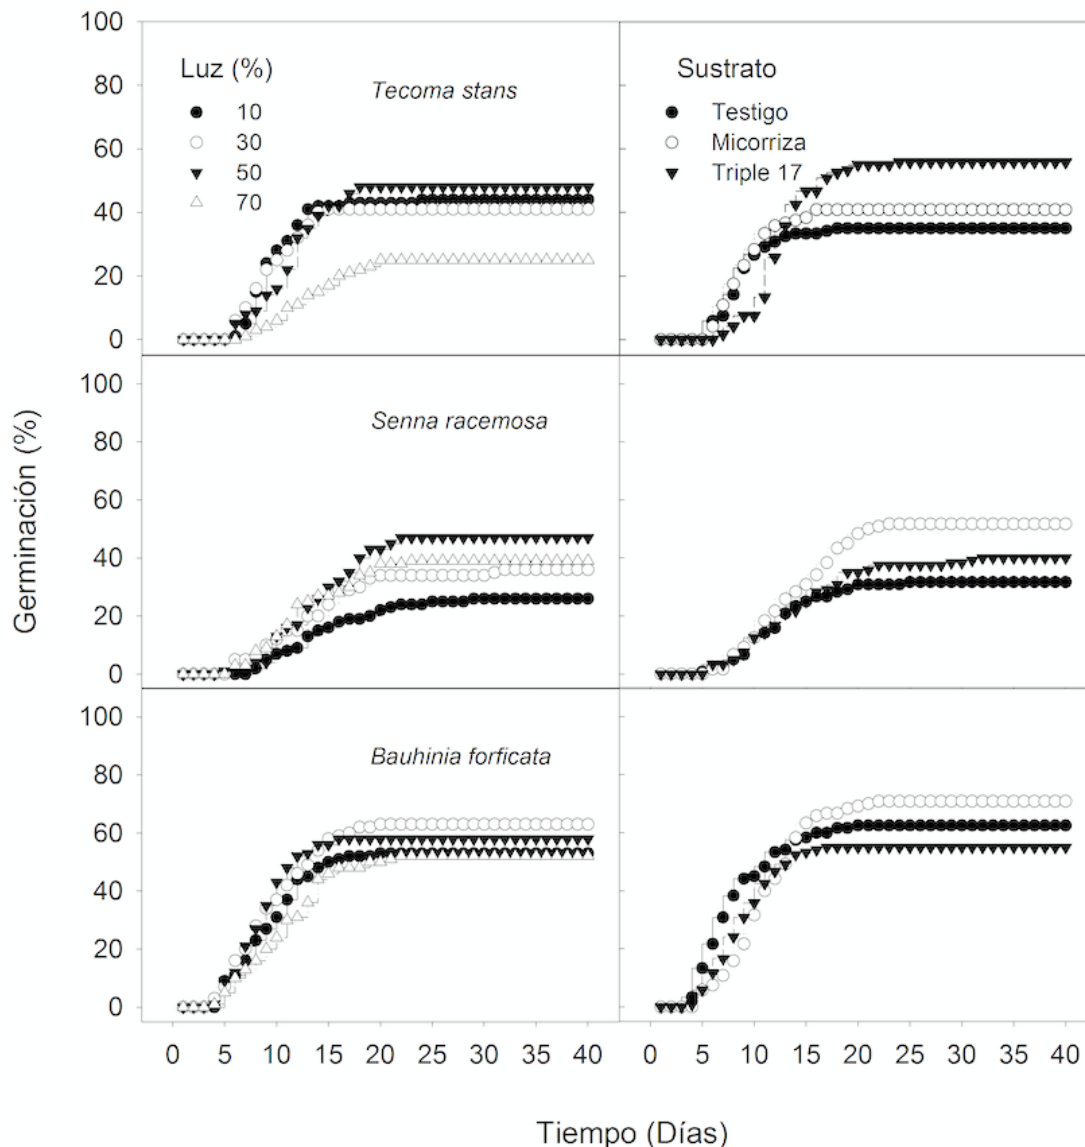 100
80
60
40
20
0
Luz (%)
10
30
50
70
Tecoma stans
Sustrato
Testigo
Micorriza
Triple 17
100
80
60
40
20
0
Senna racemosa
100
80
60
40
20
0
Bauhinia forficata
Germinación (%)
0 5 10 15 20 25 30 35 40
0 5 10 15 20 25 30 35 40
Tiempo (Días)